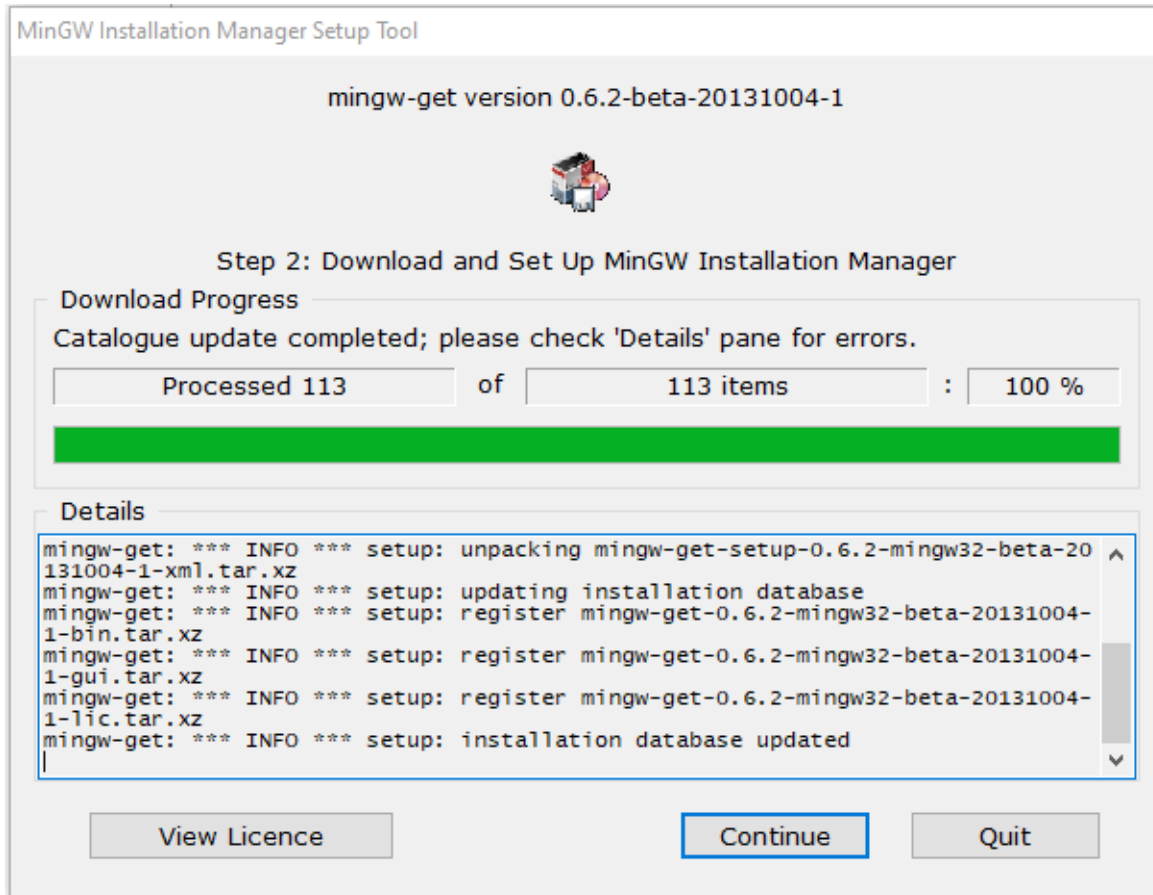 MinGW Installation Manager Setup Tool
mingw-get version 0.6.2-beta-20131004-1
Step 2: Download and Set Up MinGW Installation Manager
Download Progress
Catalogue update completed; please check 'Details' pane for errors.
Processed 113 of 113 items : 100 %
Details
mingw-get: *** INFO *** setup: unpacking mingw-get-setup-0.6.2-mingw32-beta-20
131004-1-xml.tar.xz
mingw-get: *** INFO *** setup: updating installation database
mingw-get: *** INFO *** setup: register mingw-get-0.6.2-mingw32-beta-20131004-
1-bin.tar.xz
mingw-get: *** INFO *** setup: register mingw-get-0.6.2-mingw32-beta-20131004-
1-gui.tar.xz
mingw-get: *** INFO *** setup: register mingw-get-0.6.2-mingw32-beta-20131004-
1-lic.tar.xz
mingw-get: *** INFO *** setup: installation database updated
View Licence Continue Quit